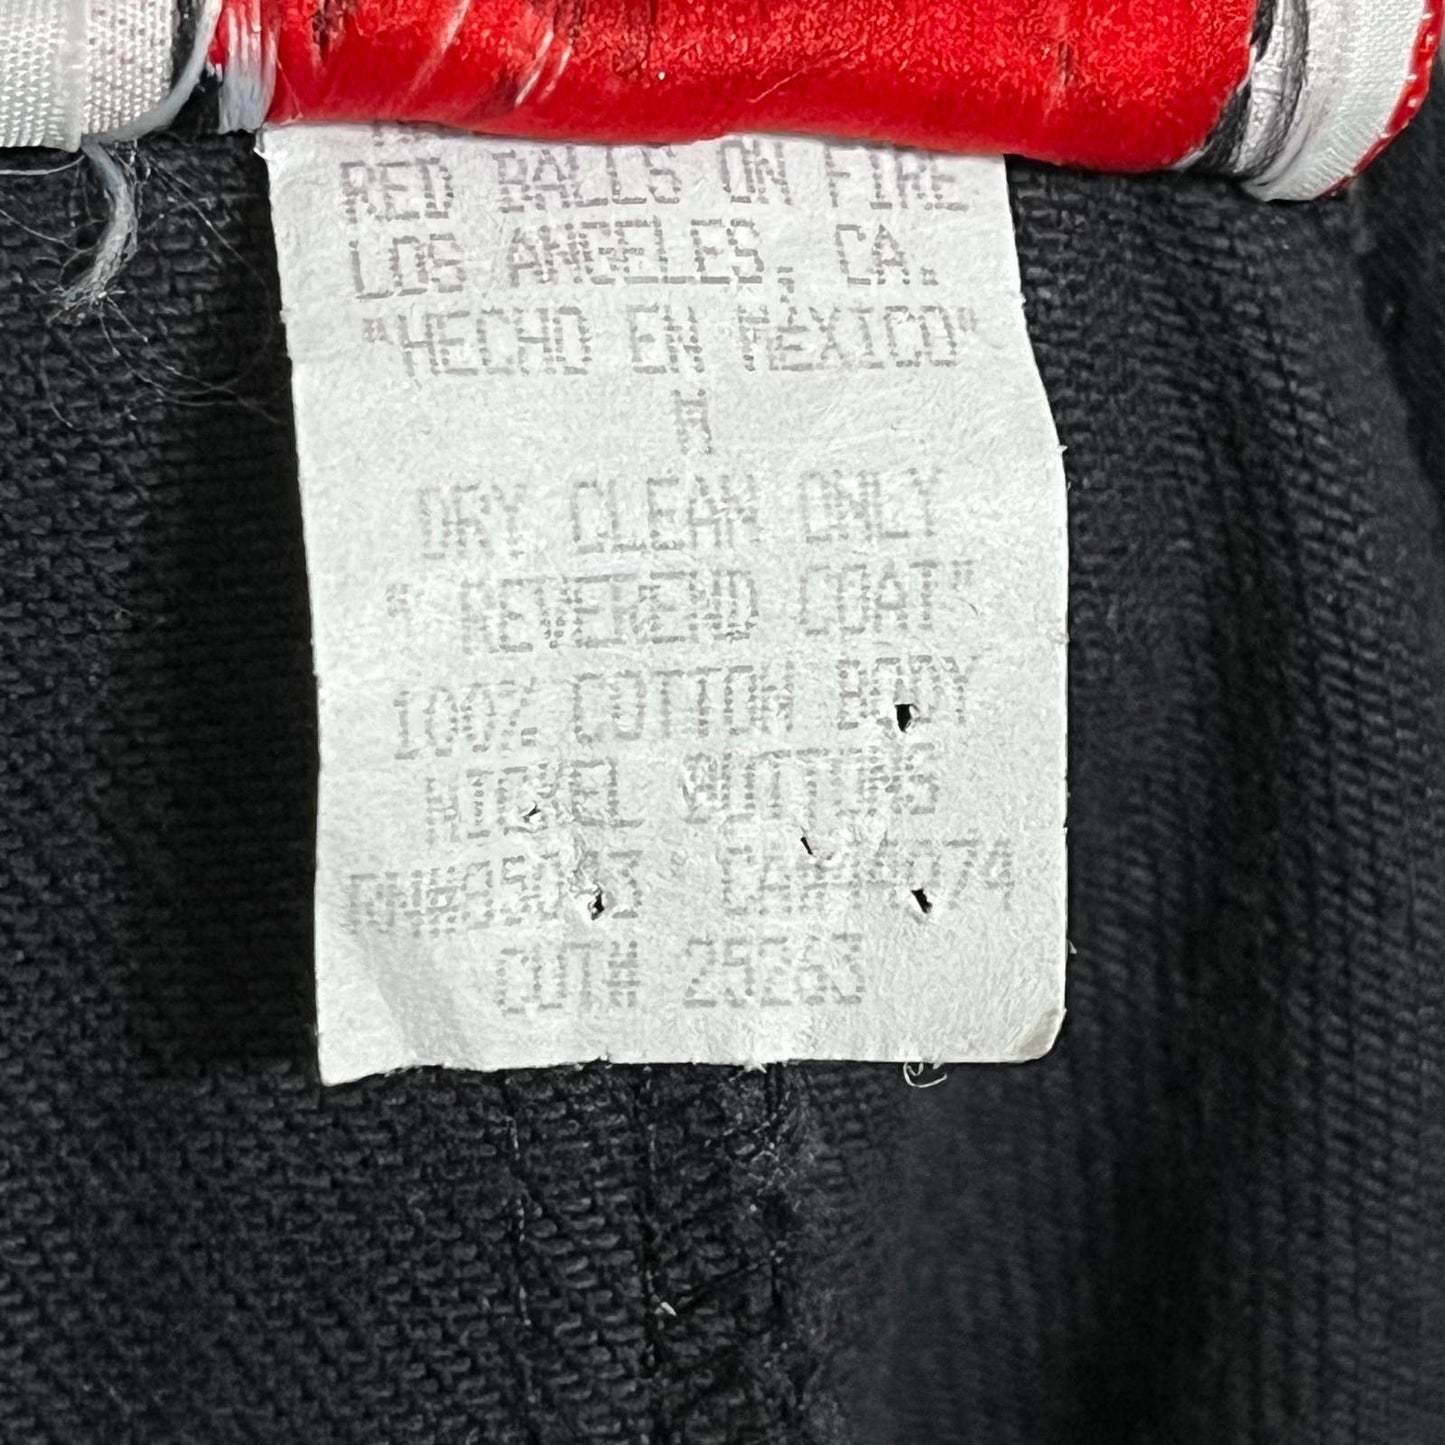 RED BALLS ON FIRE
LOS ANGELES, CA.
"HECHO EN MEXICO"
M
DRY CLEAN ONLY
" REVEREND COAT"
100% COTTON BODY
NICKEL BUTTONS
CUT# 25263